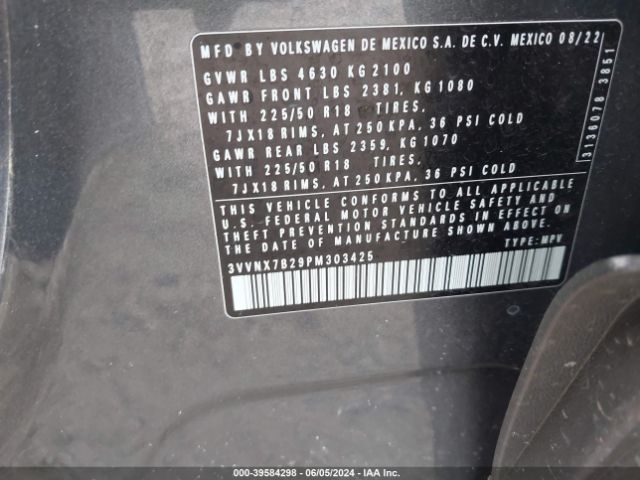 MFD BY VOLKSWAGEN DE MEXICO S.A. DE C.V. MEXICO 08/22
GVWR LBS 4630 KG 2100
GAWR FRONT LBS 2381, KG 1080
WITH 225/50 R18 TIRES,
7JX18 RIMS, AT 250 KPA, 36 PSI COLD
GAWR REAR LBS 2359, KG 1070
WITH 225/50 R18 TIRES,
7JX18 RIMS, AT 250 KPA, 36 PSI COLD
THIS VEHICLE CONFORMS TO ALL APPLICABLE
U.S. FEDERAL MOTOR VEHICLE SAFETY AND
THEFT PREVENTION STANDARDS IN EFFECT ON
THE DATE OF MANUFACTURE SHOWN ABOVE.
3VVNX7B29PM303425 TYPE: MPV
3136078 3851
000-39584298 - 06/05/2024 - IAA Inc.